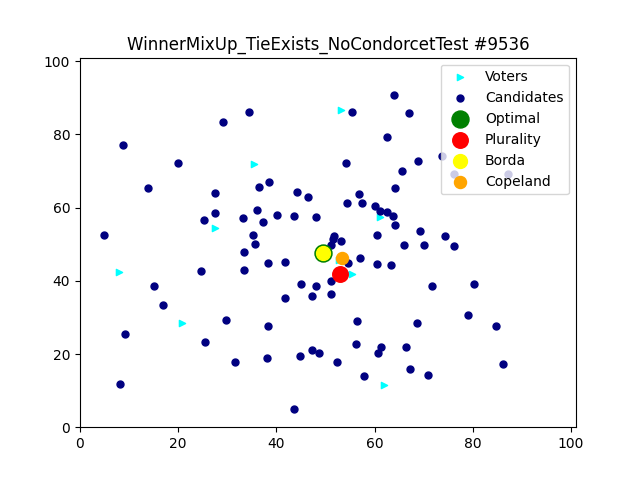 WinnerMixUp_TieExists_NoCondorcetTest #9536
Voters
Candidates
Optimal
Plurality
Borda
Copeland
100
80
60
40
20
0
0 20 40 60 80 100